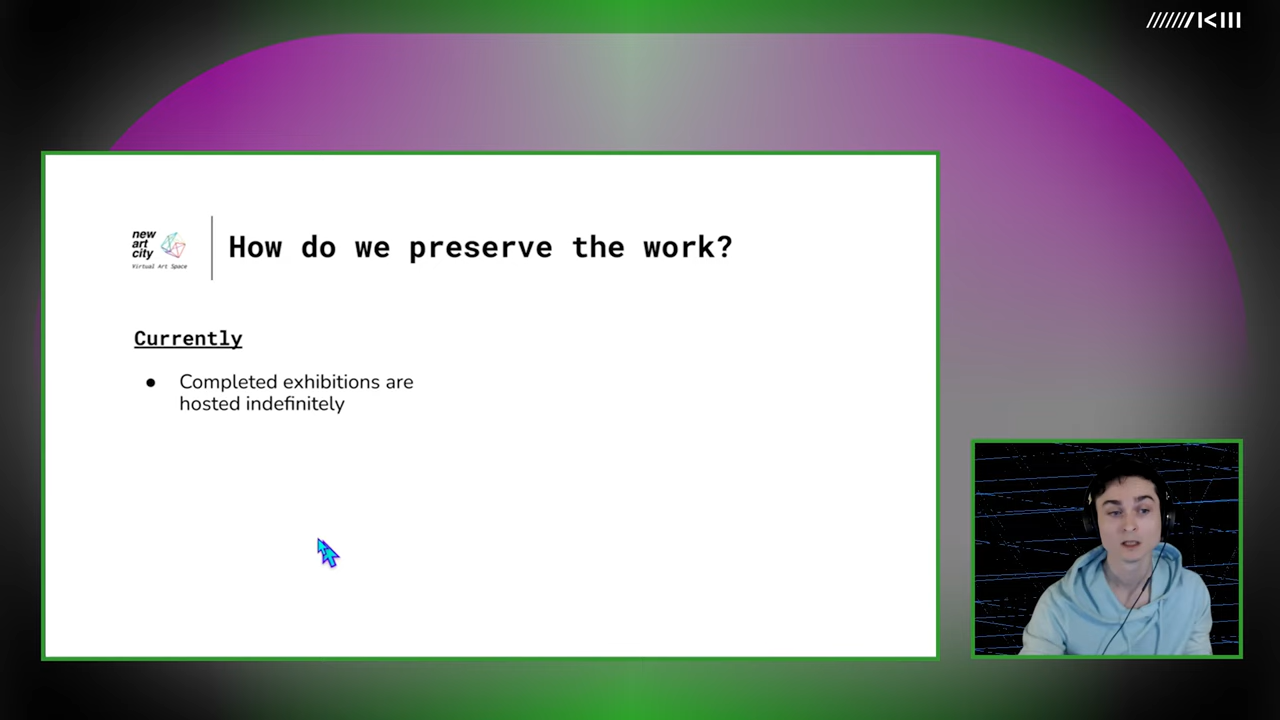 new
art
city
Virtual Art Space
How do we preserve the work?
Currently
● Completed exhibitions are
hosted indefinitely